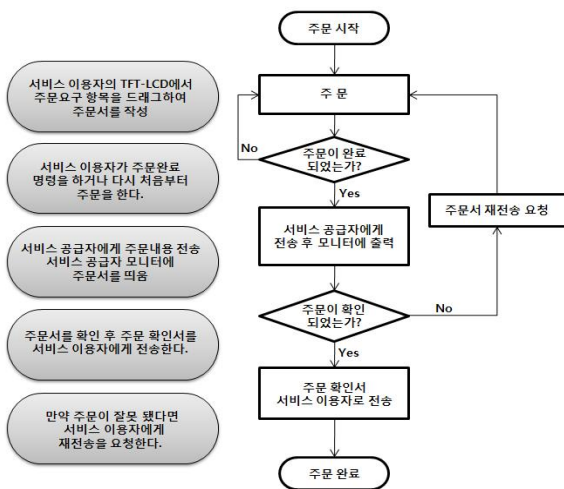 주문 시작
서비스 이용자의 TFT-LCD에서
주문요구 항목을 드래그하여
주문서를 작성
주 문
No
주문이 완료
되었는가?
서비스 이용자가 주문완료
명령을 하거나 다시 처음부터
주문을 한다.
Yes
서비스 공급자에게
전송 후 모니터에 출력
주문서 재전송 요청
서비스 공급자에게 주문내용 전송
서비스 공급자 모니터에
주문서를 띄움
주문이 확인
되었는가?
No
주문서를 확인 후 주문 확인서를
서비스 이용자에게 전송한다.
Yes
주문 확인서
서비스 이용자로 전송
만약 주문이 잘못 됐다면
서비스 이용자에게
재전송을 요청한다.
주문 완료